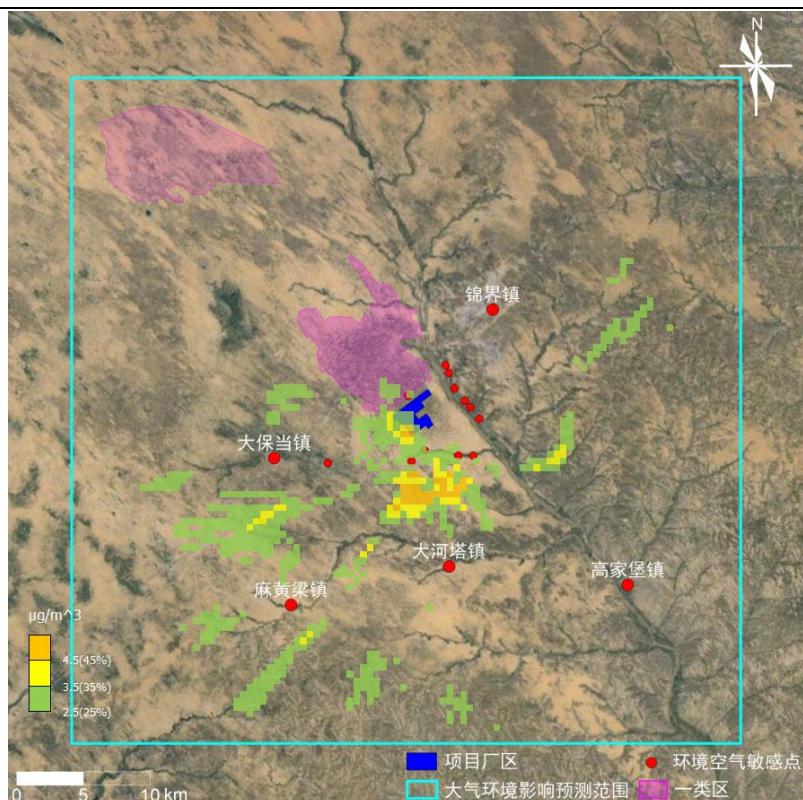 N
锦界镇
大保当镇
大河塔镇
高家堡镇
麻黄梁镇
μg/m^3
4.5(45%)
3.5(35%)
2.5(25%)
项目厂区
环境空气敏感点
大气环境影响预测范围
一类区
0 5 10 km